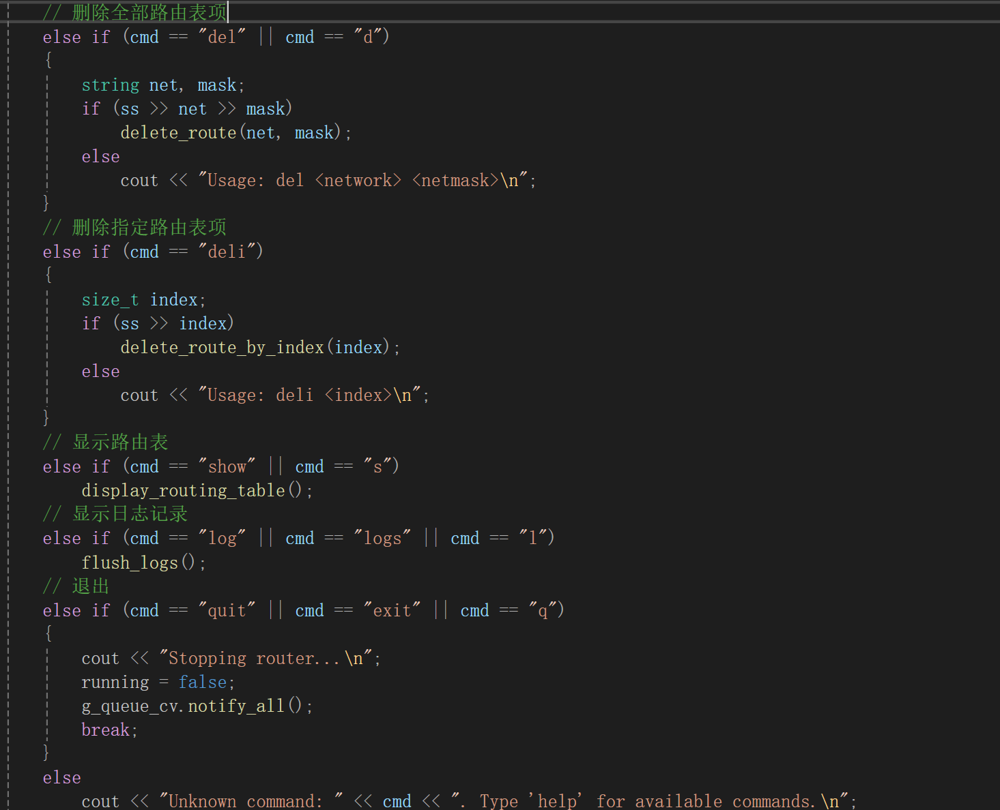 // 删除全部路由表项
else if (cmd == "del" || cmd == "d")
{
string net, mask;
if (ss >> net >> mask)
delete_route(net, mask);
else
cout << "Usage: del <network> <netmask>\n";
}
// 删除指定路由表项
else if (cmd == "deli")
{
size_t index;
if (ss >> index)
delete_route_by_index(index);
else
cout << "Usage: deli <index>\n";
}
// 显示路由表
else if (cmd == "show" || cmd == "s")
display_routing_table();
// 显示日志记录
else if (cmd == "log" || cmd == "logs" || cmd == "l")
flush_logs();
// 退出
else if (cmd == "quit" || cmd == "exit" || cmd == "q")
{
cout << "Stopping router...\n";
running = false;
g_queue_cv.notify_all();
break;
}
else
cout << "Unknown command: " << cmd << ". Type 'help' for available commands.\n";